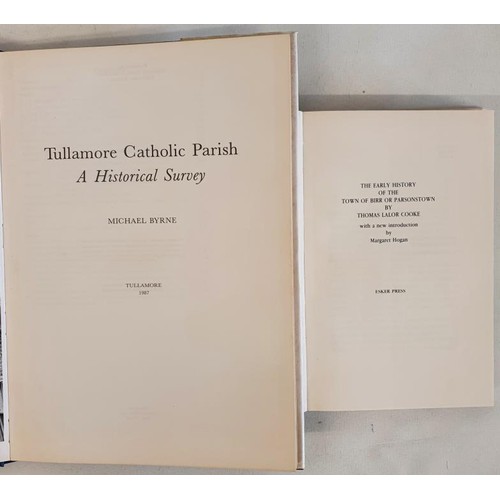 Tullamore Catholic Parish
A Historical Survey
MICHAEL BYRNE
TULLAMORE
1987
THE EARLY HISTORY
OF THE
TOWN OF BIRR OR PARSONSTOWN
BY
THOMAS LALOR COOKE
with a new introduction
by
Margaret Hogan
ESKER PRESS